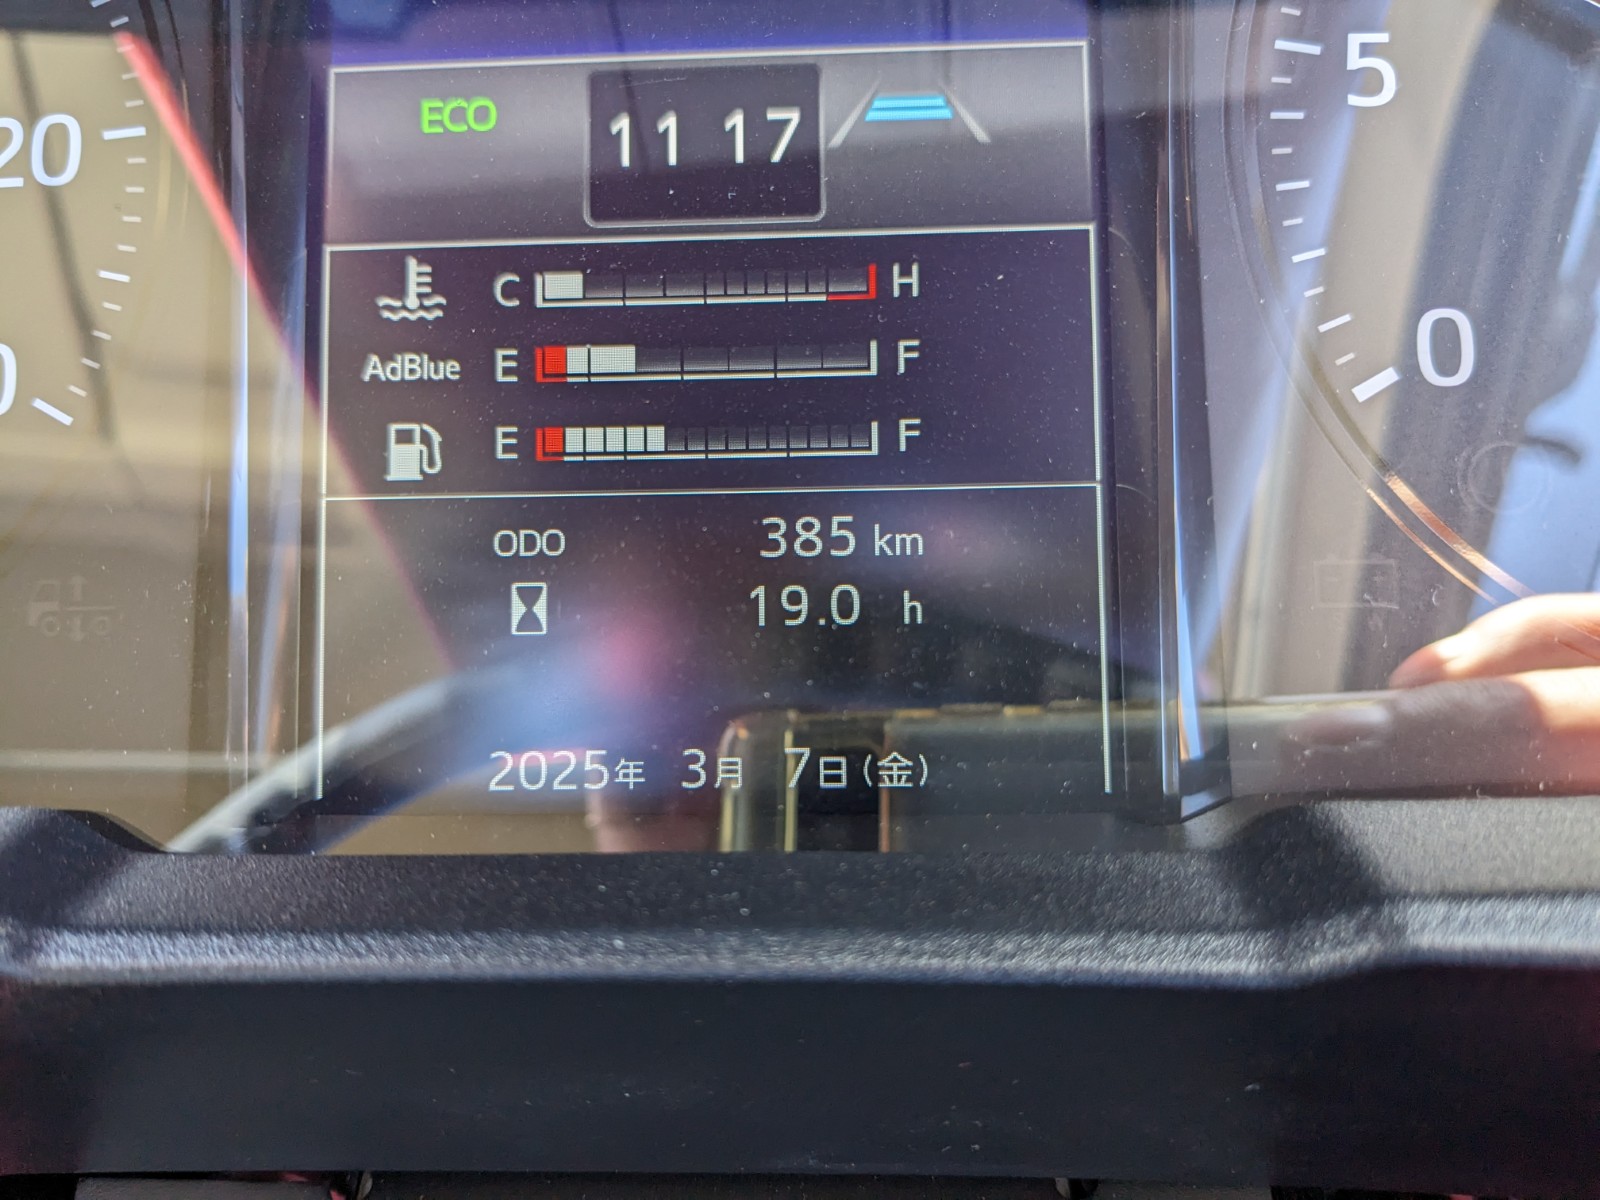 ECO
11 17
C H
AdBlue E F
E F
ODO 385 km
19.0 h
2025年 3月 7日(金)
20
0
5
0